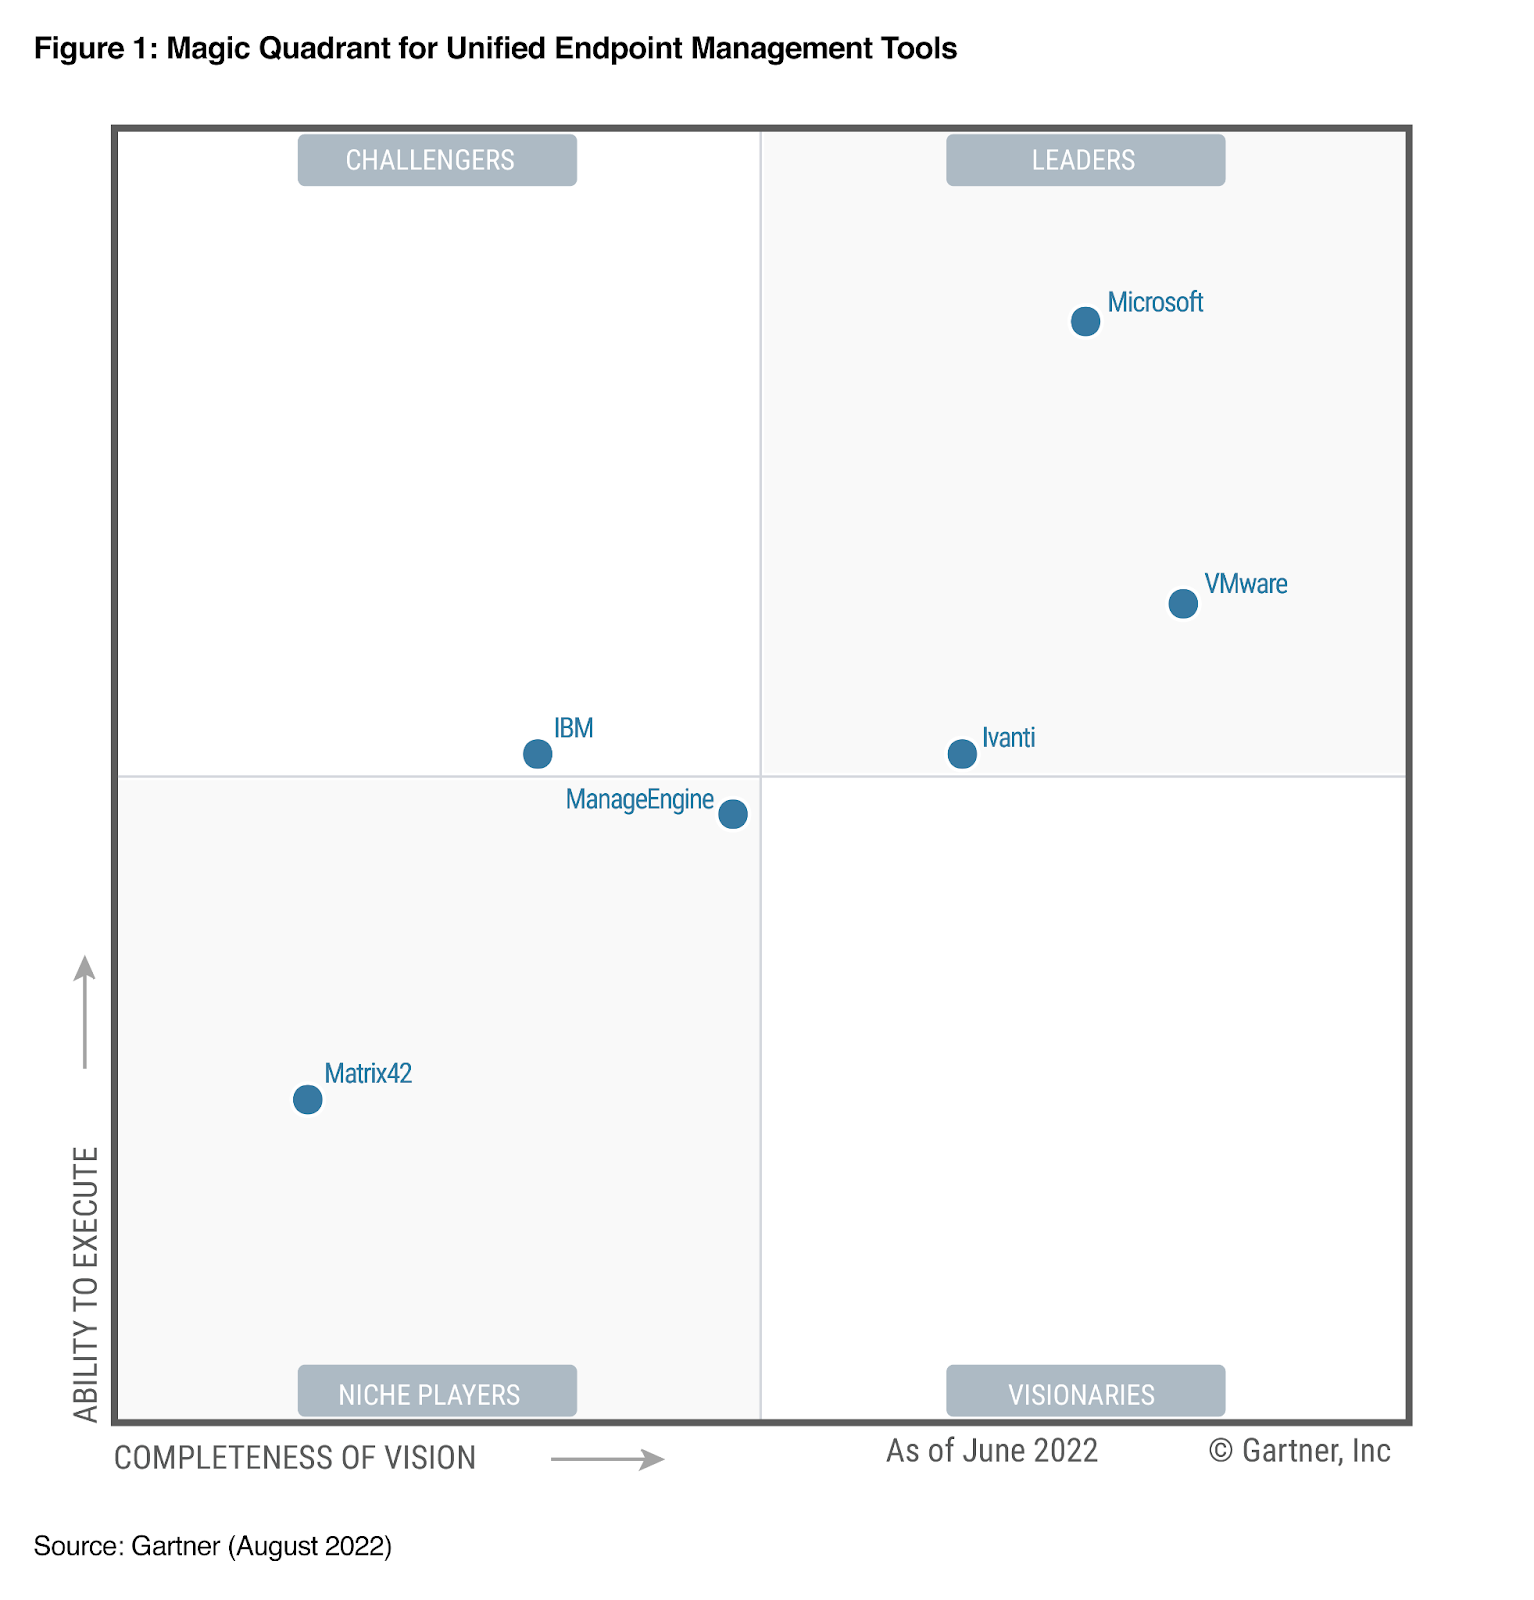 Figure 1: Magic Quadrant for Unified Endpoint Management Tools
CHALLENGERS
LEADERS
Microsoft
VMware
IBM
Ivanti
ManageEngine
Matrix42
NICHE PLAYERS
VISIONARIES
ABILITY TO EXECUTE
COMPLETENESS OF VISION
As of June 2022
© Gartner, Inc
Source: Gartner (August 2022)